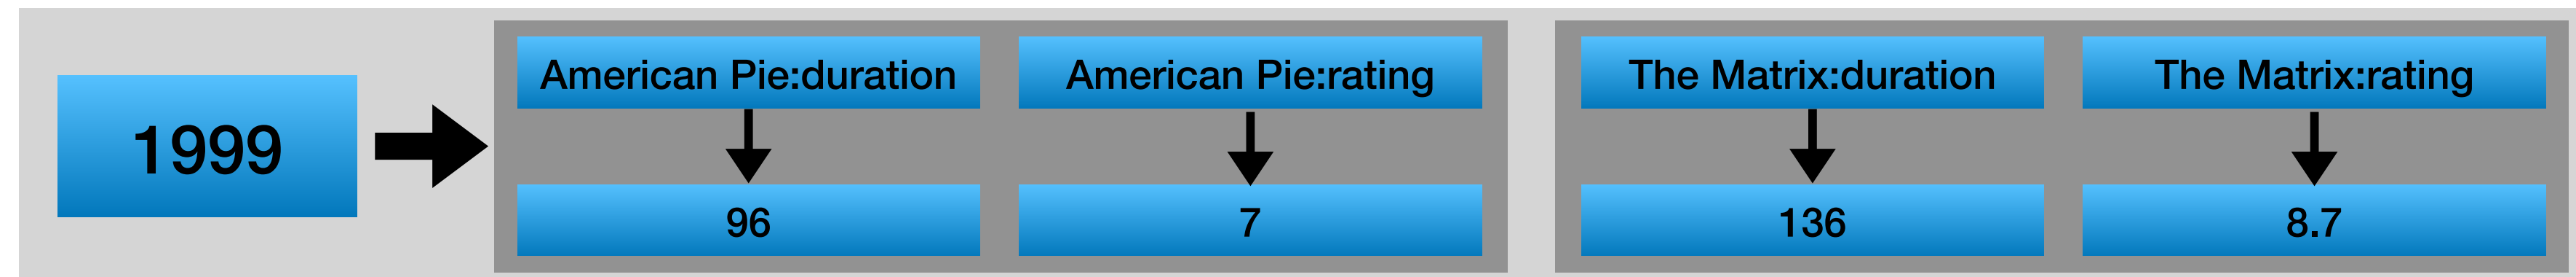 1999
American Pie:duration
96
American Pie:rating
7
The Matrix:duration
136
The Matrix:rating
8.7